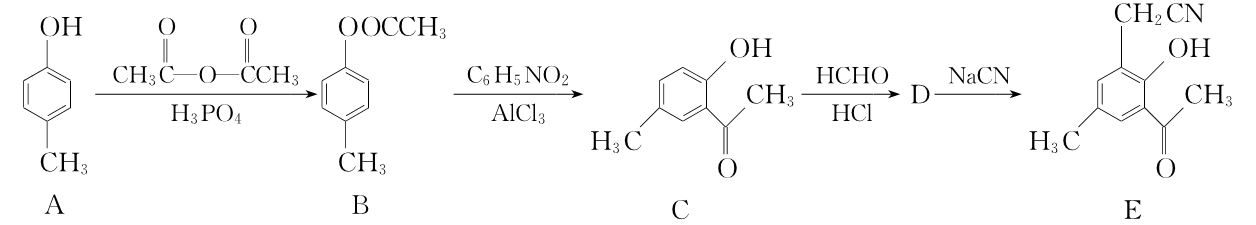 OH
O O
CH₃C—O—CCH₃
H₃PO₄
CH₃
A
OOCCH₃
CH₃
B
C₆H₅NO₂
AlCl₃
OH
CH₃
H₃C
O
C
HCHO
HCl
D
NaCN
CH₂CN
OH
CH₃
H₃C
O
E